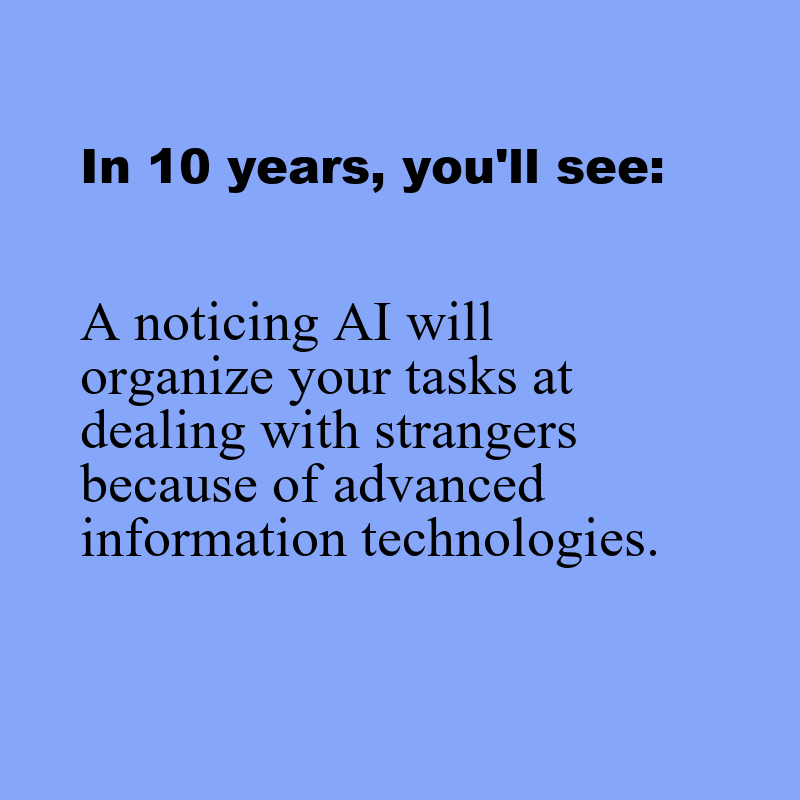 In 10 years, you'll see:
A noticing AI will
organize your tasks at
dealing with strangers
because of advanced
information technologies.